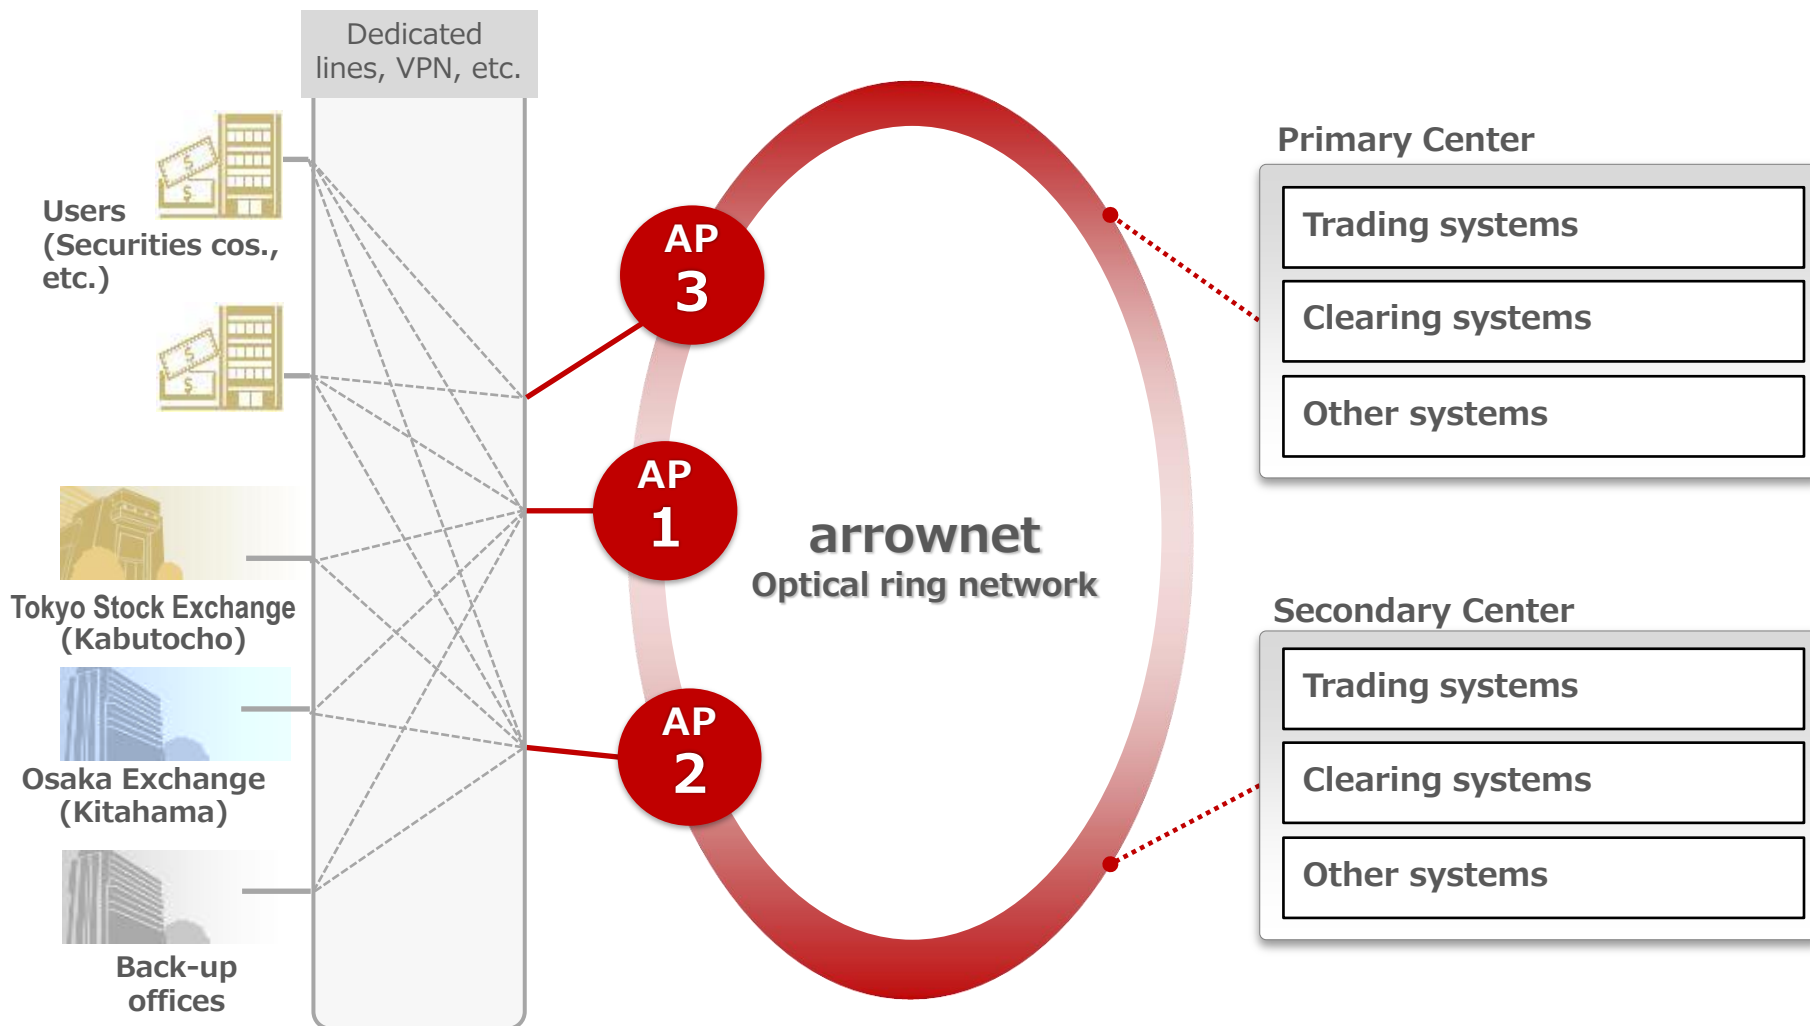 Dedicated
lines, VPN, etc.
Users
(Securities cos.,
etc.)
Tokyo Stock Exchange
(Kabutocho)
Osaka Exchange
(Kitahama)
Back-up
offices
AP
3
AP
1
AP
2
arrownet
Optical ring network
Primary Center
Trading systems
Clearing systems
Other systems
Secondary Center
Trading systems
Clearing systems
Other systems